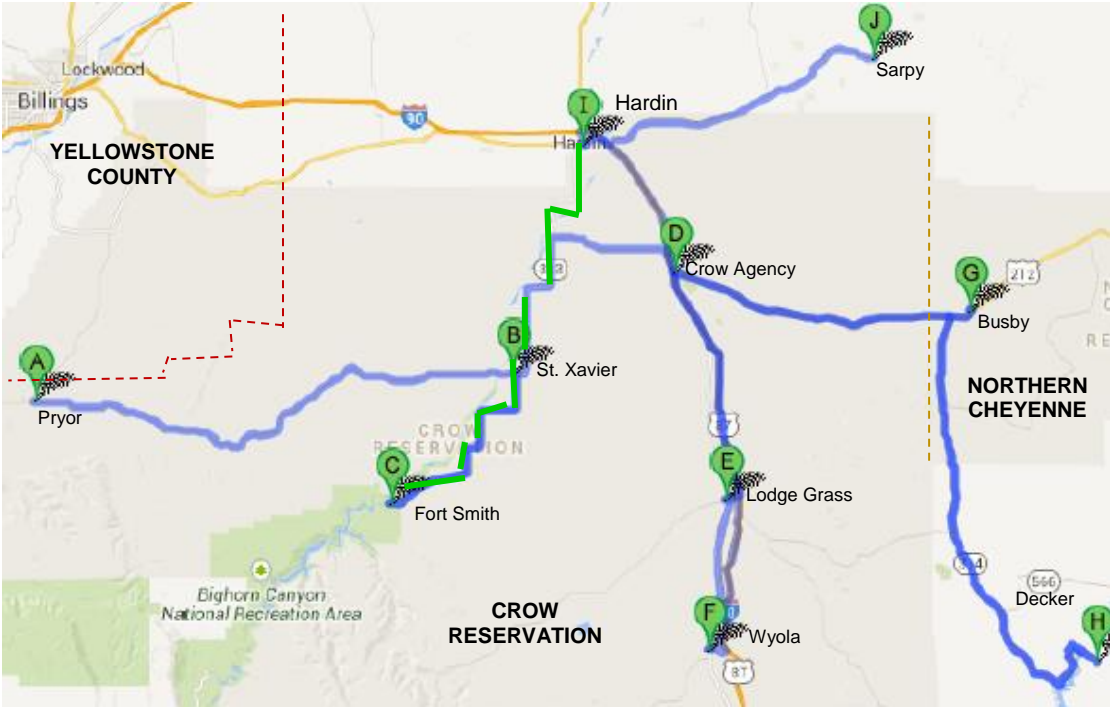 J
Lockwood
Sarpy
Billings
I
Hardin
90
YELLOWSTONE
COUNTY
D
Crow Agency
G
212
Busby
B
St. Xavier
A
Pryor
NORTHERN
CHEYENNE
CROW
RESERVATION
87
C
E
Lodge Grass
Fort Smith
566
Decker
Bighorn Canyon
National Recreation Area
CROW
RESERVATION
F
Wyola
H
87